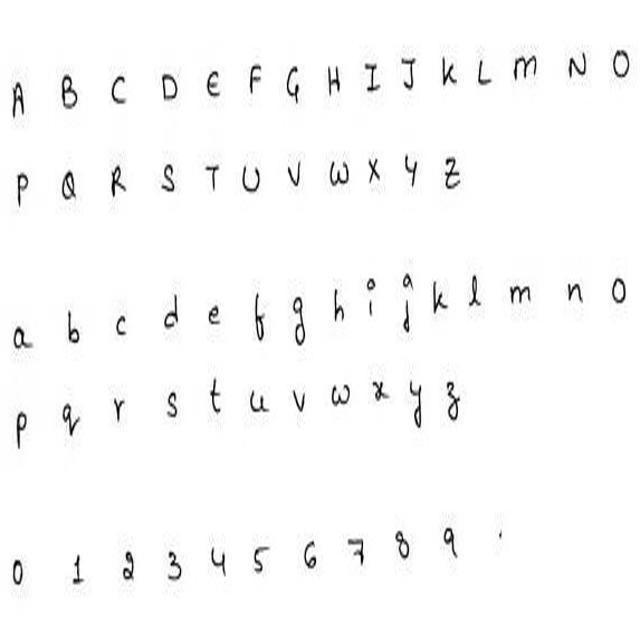 A B C D E F G H I J K L M N O
P Q R S T U V W X Y Z
a b c d e f g h i j k l m n o
p q r s t u v w x y z
0 1 2 3 4 5 6 7 8 9 .